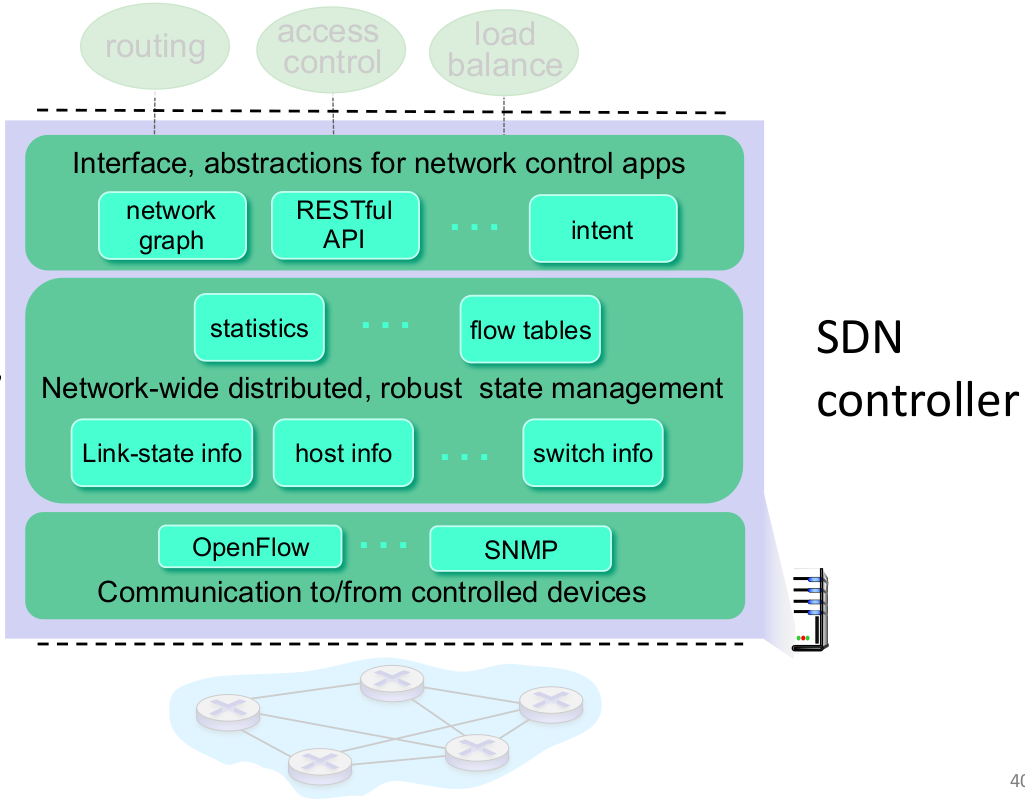 routing
access
control
load
balance
Interface, abstractions for network control apps
network
graph
RESTful
API
. . .
intent
statistics
. . .
flow tables
Network-wide distributed, robust  state management
Link-state info
host info
. . .
switch info
OpenFlow
. . .
SNMP
Communication to/from controlled devices
SDN
controller
40